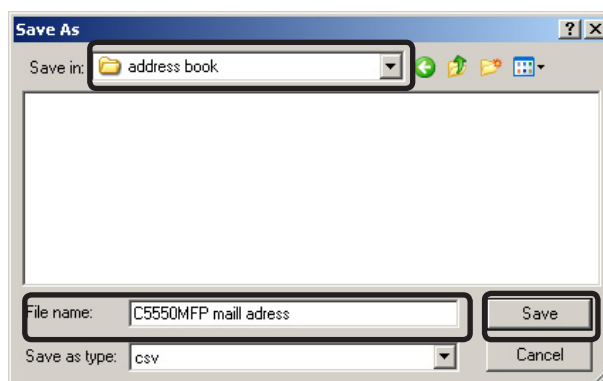 Save As
Save in: address book
File name: C5550MFP maill adress Save
Save as type: csv Cancel